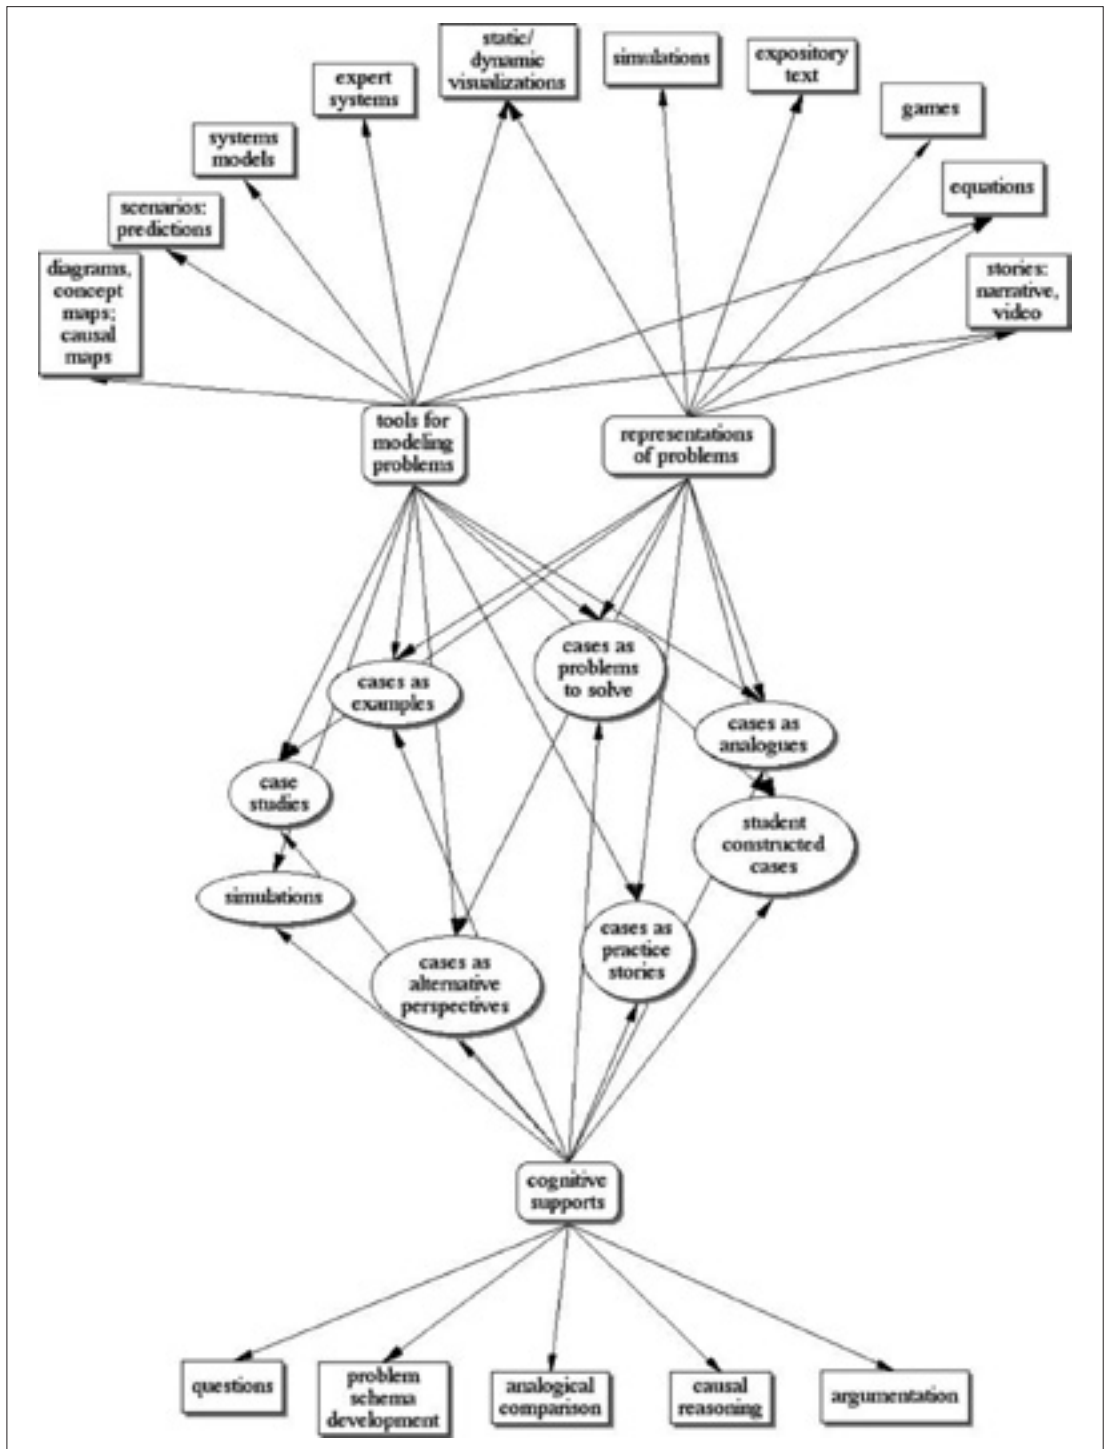 static/
dynamic
visualizations
simulations
expository
text
expert
systems
games
systems
models
equations
scenarios:
predictions
diagrams,
concept
maps;
causal
maps
stories:
narrative,
video
tools for
modeling
problems
representations
of problems
cases as
problems
to solve
cases as
examples
cases as
analogues
case
studies
student
constructed
cases
simulations
cases as
practice
stories
cases as
alternative
perspectives
cognitive
supports
questions
problem
schema
development
analogical
comparison
causal
reasoning
argumentation